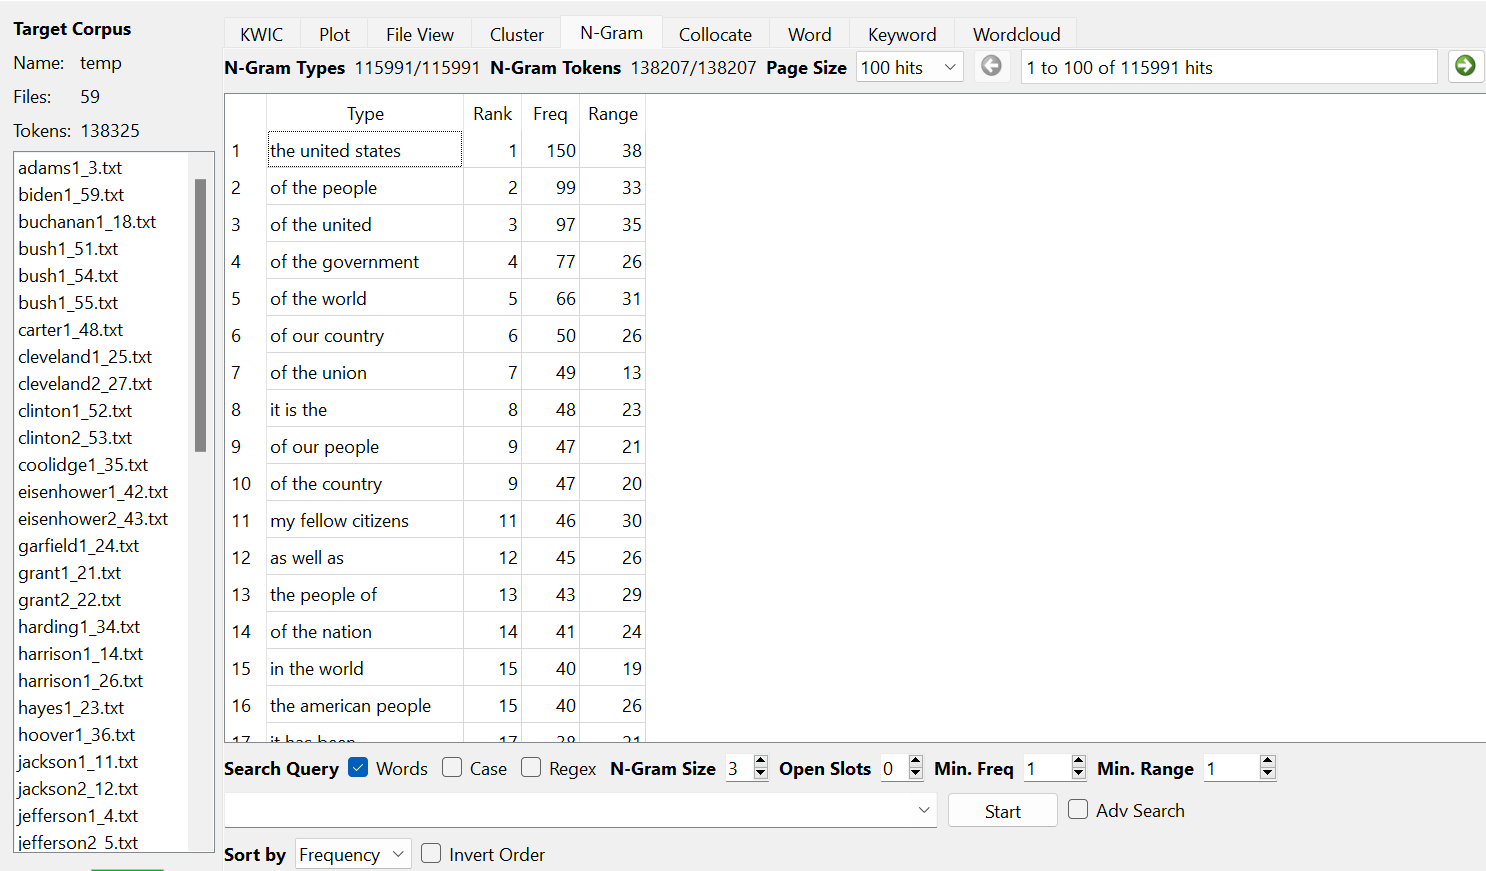 Target Corpus
Name: temp
Files: 59
Tokens: 138325
adams1_3.txt
biden1_59.txt
buchanan1_18.txt
bush1_51.txt
bush1_54.txt
bush1_55.txt
carter1_48.txt
cleveland1_25.txt
cleveland2_27.txt
clinton1_52.txt
clinton2_53.txt
coolidge1_35.txt
eisenhower1_42.txt
eisenhower2_43.txt
garfield1_24.txt
grant1_21.txt
grant2_22.txt
harding1_34.txt
harrison1_14.txt
harrison1_26.txt
hayes1_23.txt
hoover1_36.txt
jackson1_11.txt
jackson2_12.txt
jefferson1_4.txt
jefferson2_5.txt
KWIC Plot File View Cluster N-Gram Collocate Word Keyword Wordcloud
N-Gram Types 115991/115991 N-Gram Tokens 138207/138207 Page Size 100 hits 1 to 100 of 115991 hits
Type Rank Freq Range
1 the united states 1 150 38
2 of the people 2 99 33
3 of the united 3 97 35
4 of the government 4 77 26
5 of the world 5 66 31
6 of our country 6 50 26
7 of the union 7 49 13
8 it is the 8 48 23
9 of our people 9 47 21
10 of the country 9 47 20
11 my fellow citizens 11 46 30
12 as well as 12 45 26
13 the people of 13 43 29
14 of the nation 14 41 24
15 in the world 15 40 19
16 the american people 15 40 26
17 it has been 17 38 21
Search Query Words Case Regex N-Gram Size 3 Open Slots 0 Min. Freq 1 Min. Range 1
Start Adv Search
Sort by Frequency Invert Order